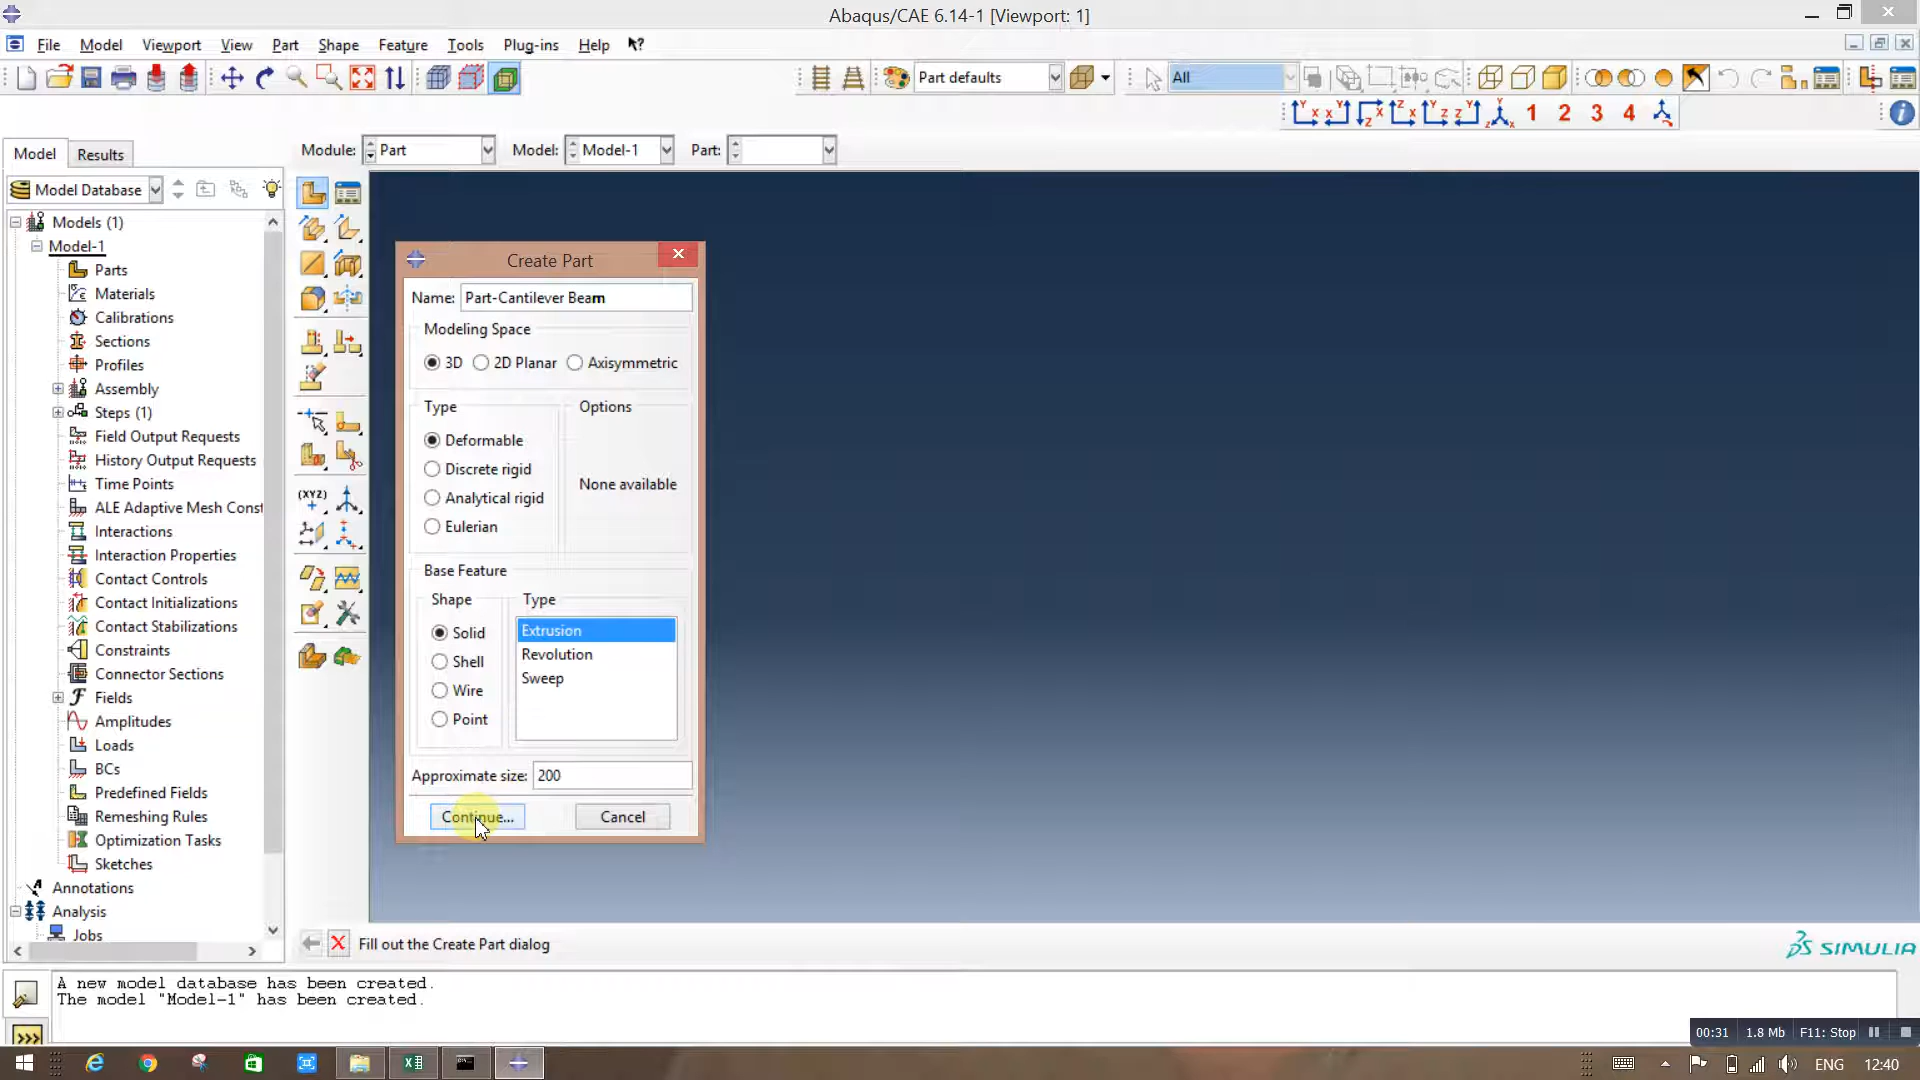 Abaqus/CAE 6.14-1 [Viewport: 1]
File Model Viewport View Part Shape Feature Tools Plug-ins Help
Part defaults
All
1 2 3 4
Model Results
Module: Part Model: Model-1 Part:
Model Database
Models (1)
Model-1
Parts
Materials
Calibrations
Sections
Profiles
Assembly
Steps (1)
Field Output Requests
History Output Requests
Time Points
ALE Adaptive Mesh Const
Interactions
Interaction Properties
Contact Controls
Contact Initializations
Contact Stabilizations
Constraints
Connector Sections
Fields
Amplitudes
Loads
BCs
Predefined Fields
Remeshing Rules
Optimization Tasks
Sketches
Annotations
Analysis
Jobs
(XYZ)
Create Part
Name: Part-Cantilever Beam
Modeling Space
3D 2D Planar Axisymmetric
Type
Deformable
Discrete rigid
Analytical rigid
Eulerian
Options
None available
Base Feature
Shape
Solid
Shell
Wire
Point
Type
Extrusion
Revolution
Sweep
Approximate size: 200
Continue... Cancel
Fill out the Create Part dialog
SIMULIA
A new model database has been created.
The model "Model-1" has been created.
>>>
00:31 1.8 Mb F11: Stop
ENG 12:40